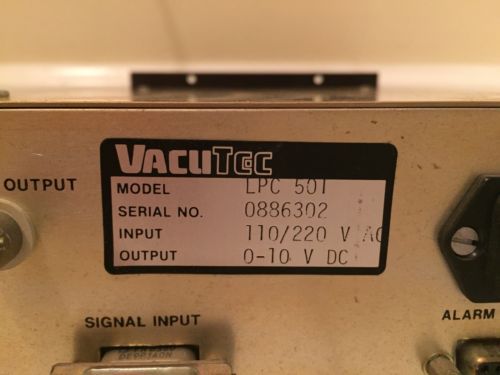 VACUTEC
OUTPUT
MODEL LPC 501
SERIAL NO. 0886302
INPUT 110/220 V AC
OUTPUT 0-10 V DC
SIGNAL INPUT
ALARM